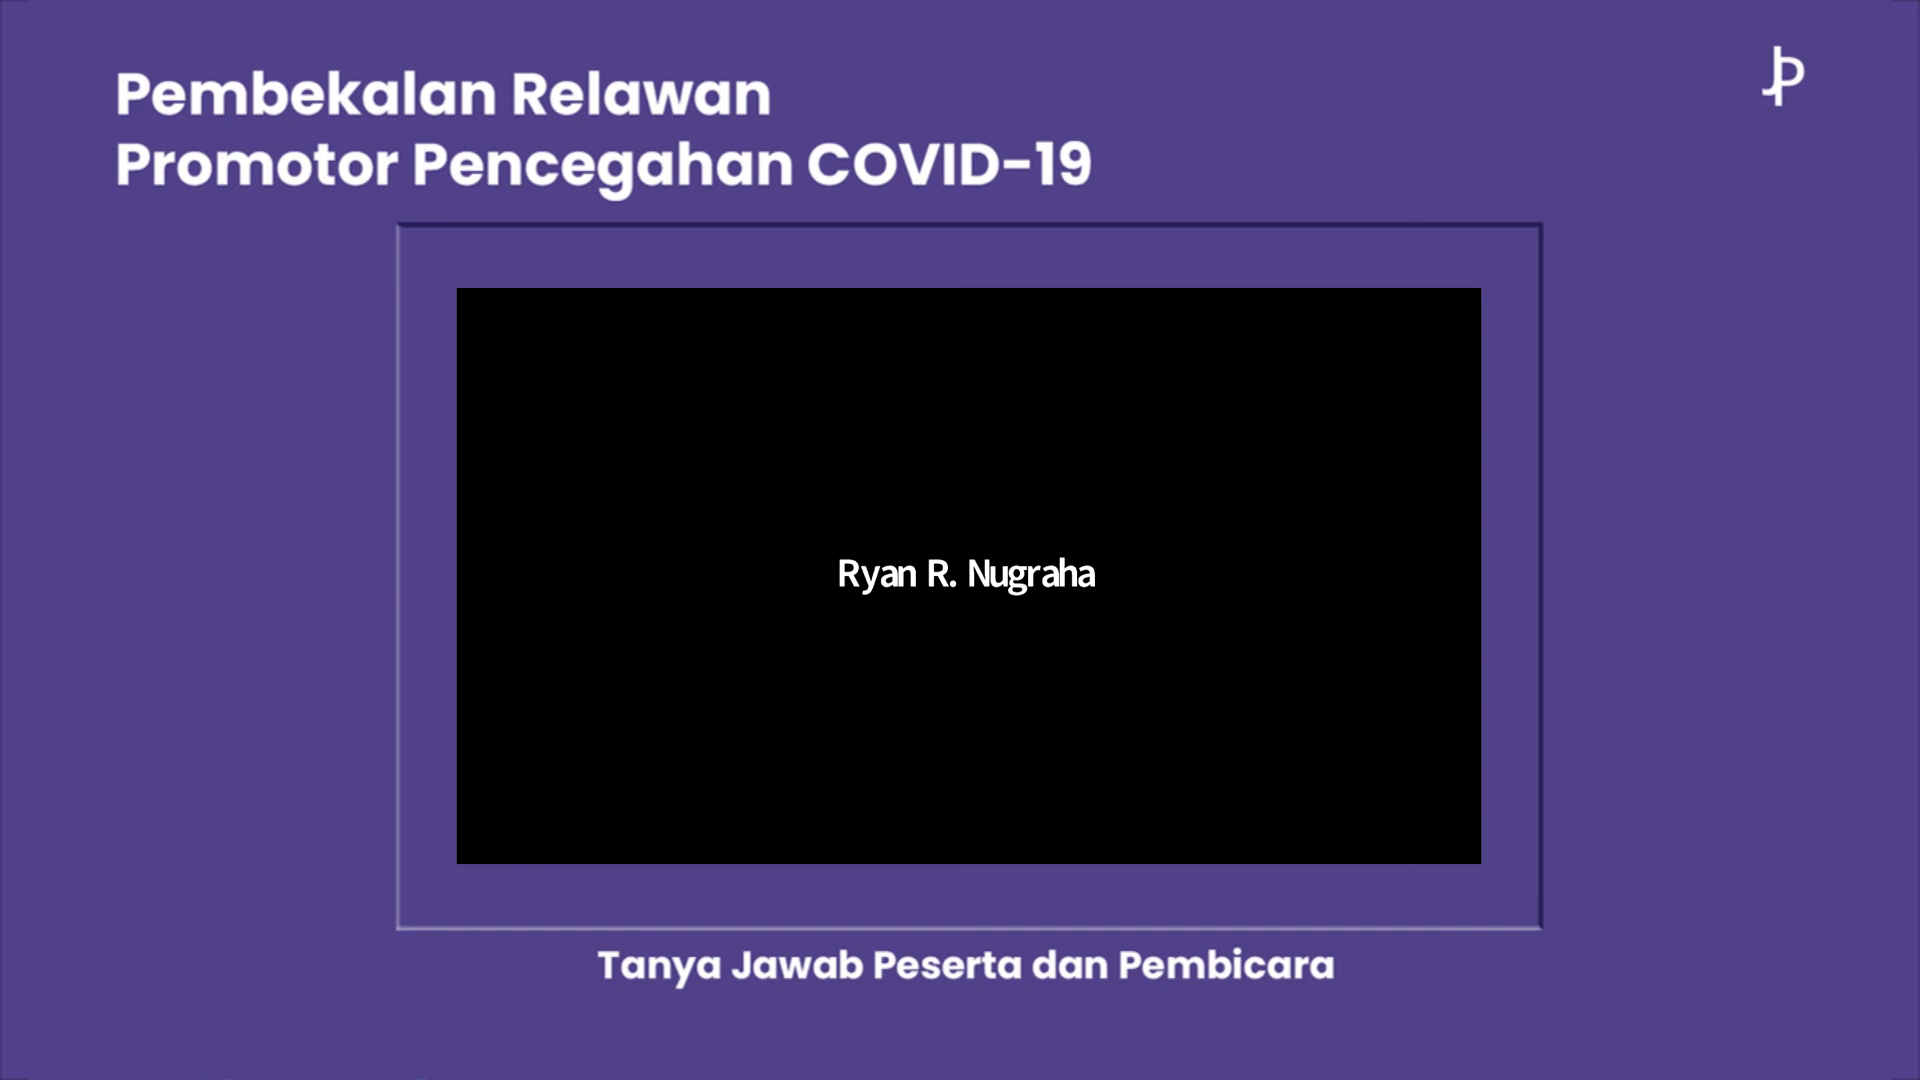 Pembekalan Relawan
Promotor Pencegahan COVID-19
Ryan R. Nugraha
Tanya Jawab Peserta dan Pembicara